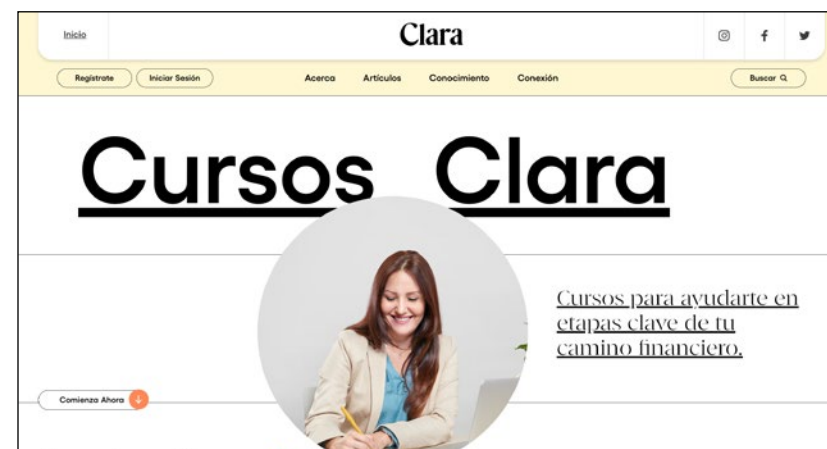 Inicio
Clara
Regístrate
Iniciar Sesión
Acerca
Artículos
Conocimiento
Conexión
Buscar
Cursos Clara
Cursos para ayudarte en
etapas clave de tu
camino financiero.
Comienza Ahora